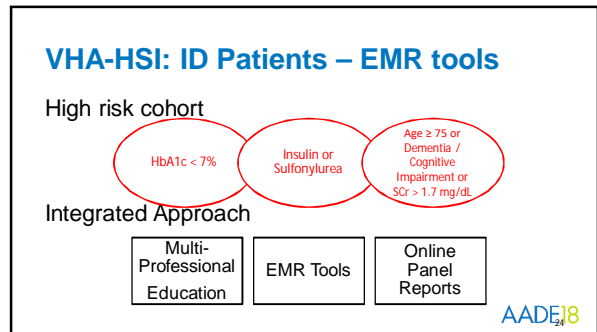 VHA-HSI: ID Patients – EMR tools
High risk cohort
HbA1c < 7%
Insulin or
Sulfonylurea
Age ≥ 75 or
Dementia /
Cognitive
Impairment or
SCr > 1.7 mg/dL
Integrated Approach
Multi-
Professional
Education
EMR Tools
Online
Panel
Reports
AADE18
24